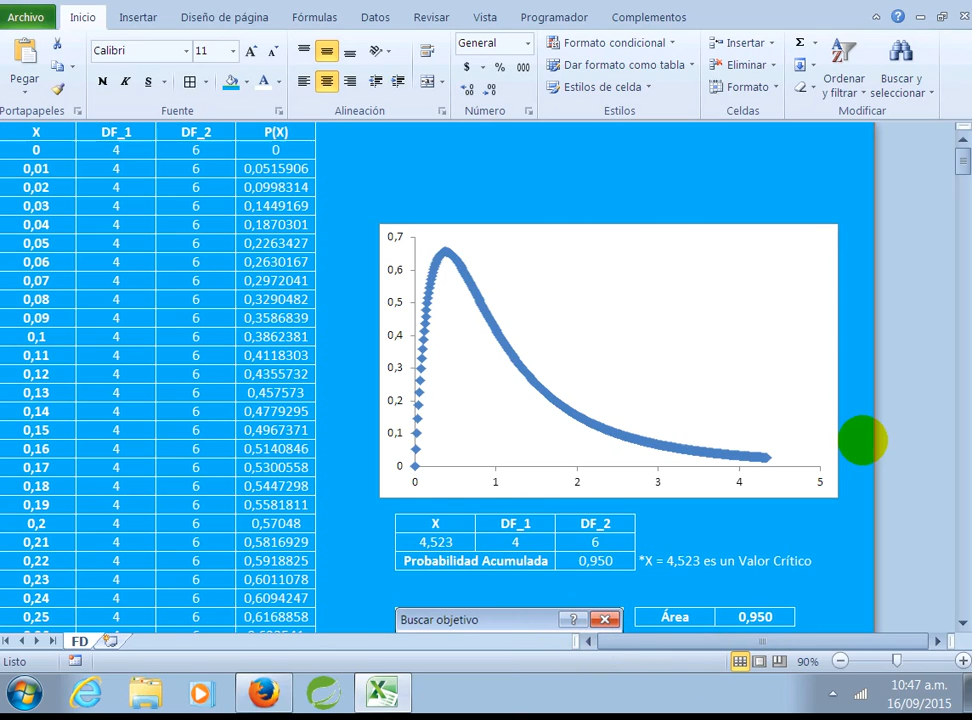 Archivo Inicio Insertar Diseño de página Fórmulas Datos Revisar Vista Programador Complementos
Calibri 11 General Formato condicional Insertar Σ
Pegar Dar formato como tabla Eliminar Ordenar y filtrar Buscar y seleccionar
N K S A $ % 000 Estilos de celda Formato
Portapapeles Fuente Alineación Número Estilos Celdas Modificar
X DF_1 DF_2 P(X)
0 4 6 0
0,01 4 6 0,0515906
0,02 4 6 0,0998314
0,03 4 6 0,1449169
0,04 4 6 0,1870301
0,05 4 6 0,2263427
0,06 4 6 0,2630167
0,07 4 6 0,2972041
0,08 4 6 0,3290482
0,09 4 6 0,3586839
0,1 4 6 0,3862381
0,11 4 6 0,4118303
0,12 4 6 0,4355732
0,13 4 6 0,457573
0,14 4 6 0,4779295
0,15 4 6 0,4967371
0,16 4 6 0,5140846
0,17 4 6 0,5300558
0,18 4 6 0,5447298
0,19 4 6 0,5581811
0,2 4 6 0,57048
0,21 4 6 0,5816929
0,22 4 6 0,5918825
0,23 4 6 0,6011078
0,24 4 6 0,6094247
0,25 4 6 0,6168858
0,7
0,6
0,5
0,4
0,3
0,2
0,1
0
0 1 2 3 4 5
X DF_1 DF_2
4,523 4 6
Probabilidad Acumulada 0,950 *X = 4,523 es un Valor Crítico
Buscar objetivo ? Área 0,950
FD
Listo 90%
10:47 a.m.
16/09/2015